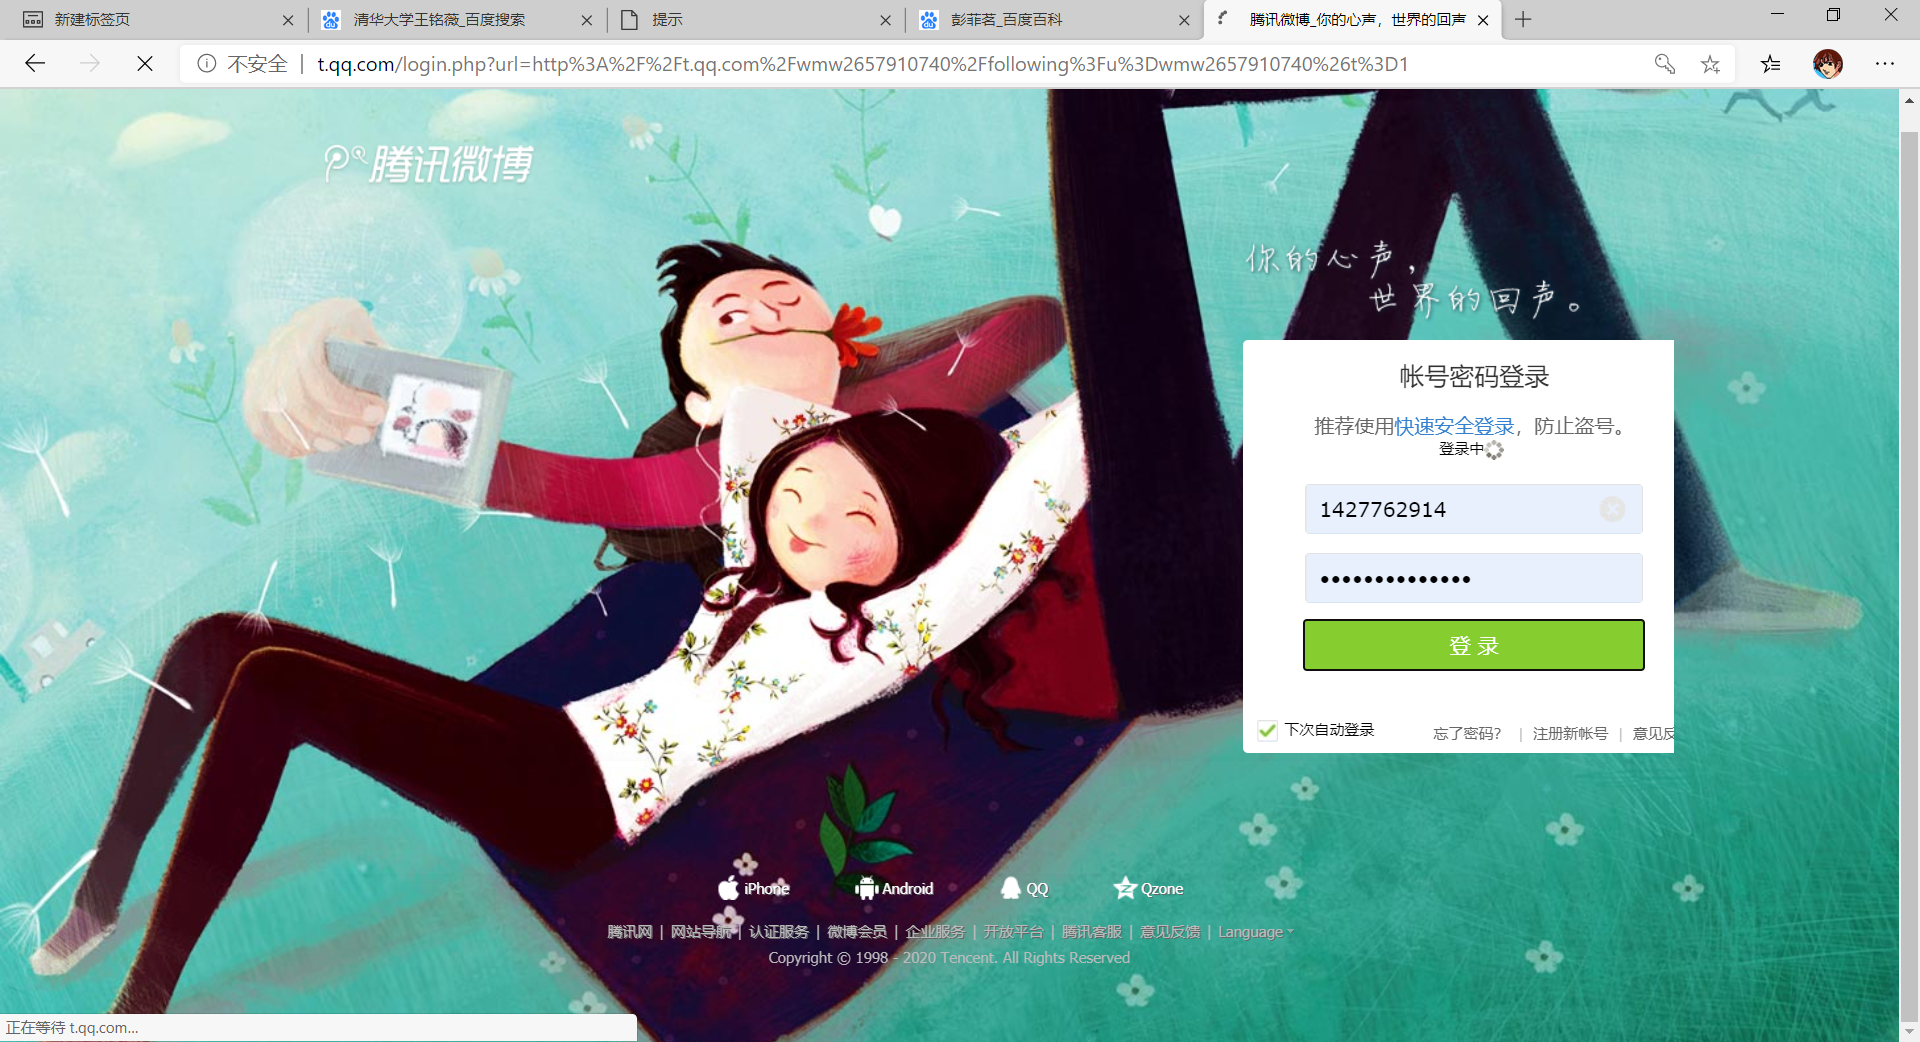 新建标签页
清华大学王铭薇_百度搜索
提示
彭菲茗_百度百科
腾讯微博_你的心声，世界的回声
不安全 | t.qq.com/login.php?url=http%3A%2F%2Ft.qq.com%2Fwmw2657910740%2Ffollowing%3Fu%3Dwmw2657910740%26t%3D1
腾讯微博
你的心声，
世界的回声。
帐号密码登录
推荐使用快速安全登录，防止盗号。
登录中
1427762914
••••••••••••••
登 录
下次自动登录
忘了密码？ | 注册新帐号 | 意见反
iPhone Android QQ Qzone
腾讯网 | 网站导航 | 认证服务 | 微博会员 | 企业服务 | 开放平台 | 腾讯客服 | 意见反馈 | Language
Copyright © 1998 - 2020 Tencent. All Rights Reserved
正在等待 t.qq.com...